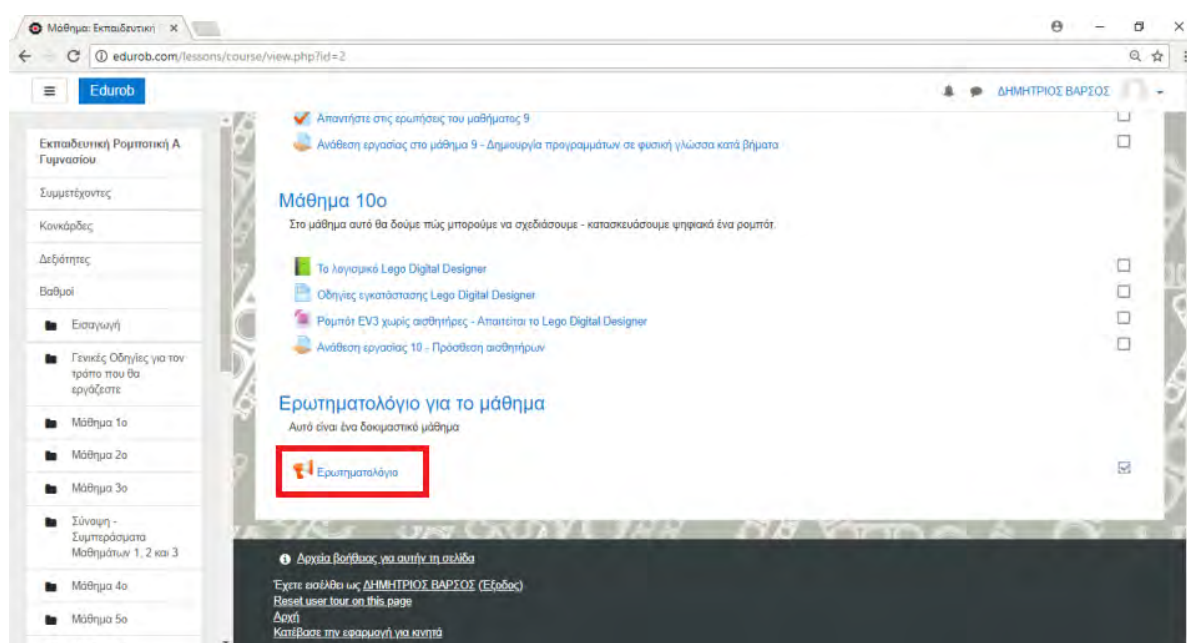 Μάθημα: Εκπαιδευτική
edurob.com/lessons/course/view.php?id=2
Edurob
ΔΗΜΗΤΡΙΟΣ ΒΑΡΣΟΣ
Εκπαιδευτική Ρομποτική Α
Γυμνασίου
Συμμετέχοντες
Κονκάρδες
Δεξιότητες
Βαθμοί
Εισαγωγή
Γενικές Οδηγίες για τον
τρόπο που θα
εργάζεστε
Μάθημα 1ο
Μάθημα 2ο
Μάθημα 3ο
Σύνοψη -
Συμπεράσματα
Μαθημάτων 1, 2 και 3
Μάθημα 4ο
Μάθημα 5ο
Απαντήστε στις ερωτήσεις του μαθήματος 9
Ανάθεση εργασίας στο μάθημα 9 - Δημιουργία προγραμμάτων σε φυσική γλώσσα κατά βήματα
Μάθημα 10ο
Στο μάθημα αυτό θα δούμε πώς μπορούμε να σχεδιάσουμε - κατασκευάσουμε ψηφιακά ένα ρομπότ.
Το λογισμικό Lego Digital Designer
Οδηγίες εγκατάστασης Lego Digital Designer
Ρομπότ EV3 χωρίς αισθητήρες - Απαιτείται το Lego Digital Designer
Ανάθεση εργασίας 10 - Πρόσθεση αισθητήρων
Ερωτηματολόγιο για το μάθημα
Αυτό είναι ένα δοκιμαστικό μάθημα
Ερωτηματολόγιο
Αρχεία βοήθειας για αυτήν τη σελίδα
Έχετε εισέλθει ως ΔΗΜΗΤΡΙΟΣ ΒΑΡΣΟΣ (Έξοδος)
Reset user tour on this page
Αρχή
Κατέβασε την εφαρμογή για κινητά